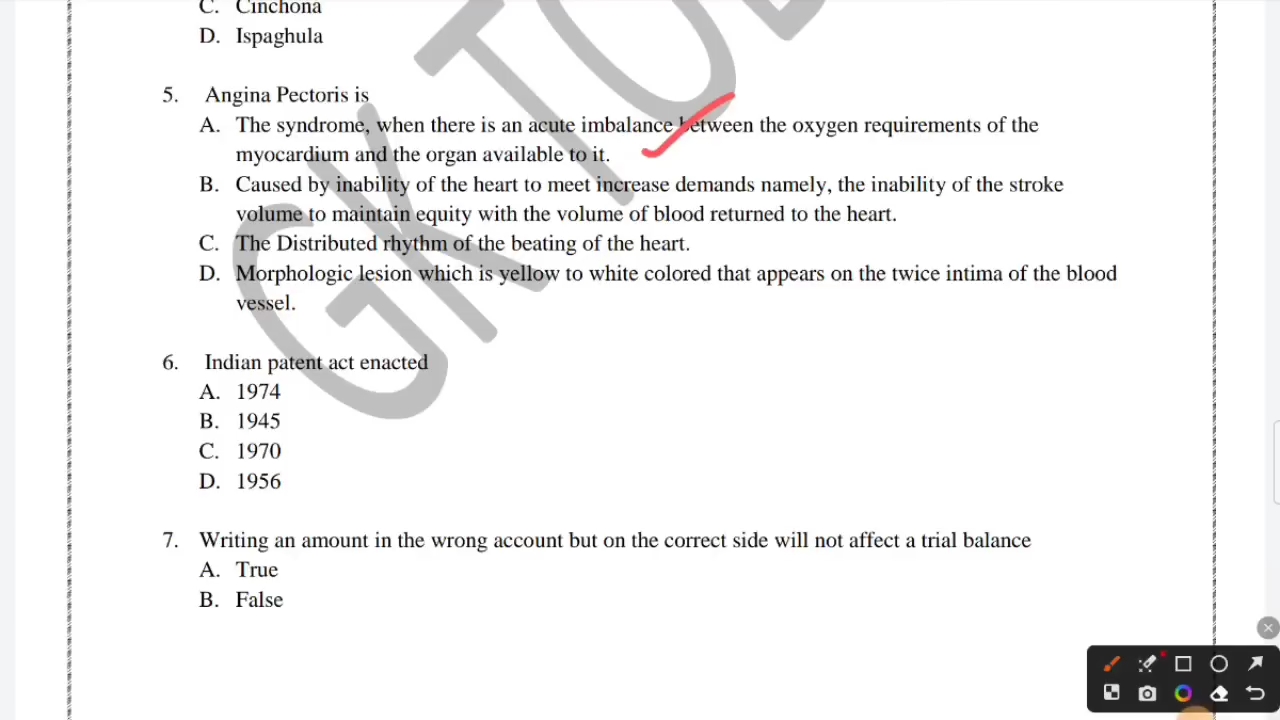 C. Cinchona
D. Ispaghula
5. Angina Pectoris is
A. The syndrome, when there is an acute imbalance between the oxygen requirements of the
myocardium and the organ available to it.
B. Caused by inability of the heart to meet increase demands namely, the inability of the stroke
volume to maintain equity with the volume of blood returned to the heart.
C. The Distributed rhythm of the beating of the heart.
D. Morphologic lesion which is yellow to white colored that appears on the twice intima of the blood
vessel.
6. Indian patent act enacted
A. 1974
B. 1945
C. 1970
D. 1956
7. Writing an amount in the wrong account but on the correct side will not affect a trial balance
A. True
B. False
GKTO